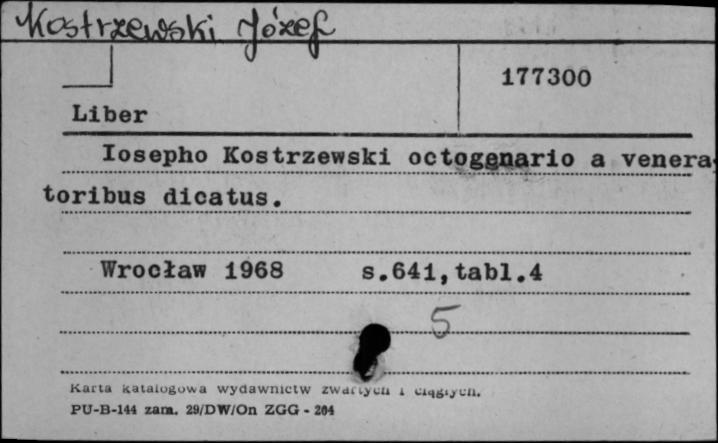 Kostrzewski Józef
177300
Liber
Iosepho Kostrzewski octogenario a venera-
toribus dicatus.
Wrocław 1968 s.641,tabl.4
5
Karta katalogowa wydawnictw zwartych i ciągłych.
PU-B-144 zam. 29/DW/On ZGG - 204